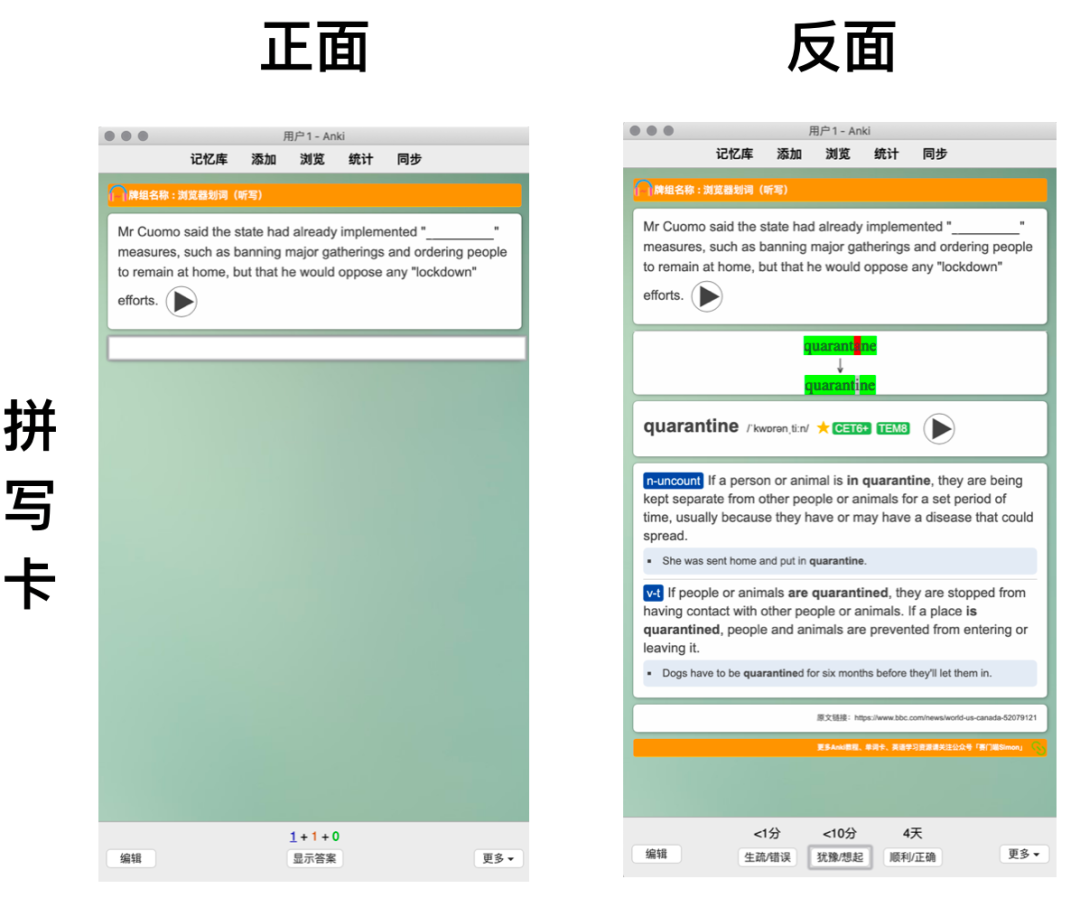 正面
反面
拼
写
卡
用户1 - Anki
记忆库 添加 浏览 统计 同步
牌组名称：浏览器划词（听写）
Mr Cuomo said the state had already implemented "__________"
measures, such as banning major gatherings and ordering people
to remain at home, but that he would oppose any "lockdown"
efforts.
1 + 1 + 0
编辑 显示答案 更多
用户1 - Anki
记忆库 添加 浏览 统计 同步
牌组名称：浏览器划词（听写）
Mr Cuomo said the state had already implemented "__________"
measures, such as banning major gatherings and ordering people
to remain at home, but that he would oppose any "lockdown"
efforts.
quarant ne
↓
quarantine
quarantine /ˈkwɒrənˌtiːn/ ★ CET6+ TEM8
n-uncount If a person or animal is in quarantine, they are being
kept separate from other people or animals for a set period of
time, usually because they have or may have a disease that could
spread.
▪ She was sent home and put in quarantine.
v-t If people or animals are quarantined, they are stopped from
having contact with other people or animals. If a place is
quarantined, people and animals are prevented from entering or
leaving it.
▪ Dogs have to be quarantined for six months before they'll let them in.
原文链接：https://www.bbc.com/news/world-us-canada-52079121
更多Anki教程、单词卡、英语学习资源请关注公众号「赛门喵Simon」
<1分 <10分 4天
编辑 生疏/错误 犹豫/想起 顺利/正确 更多